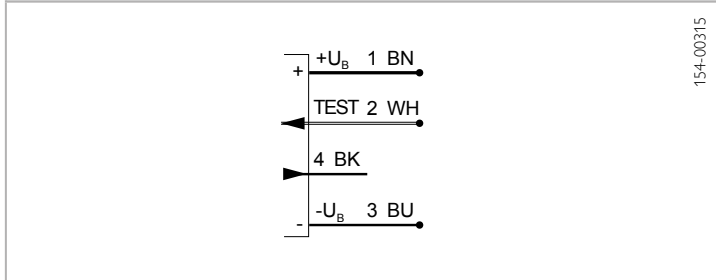 +U_B 1 BN
+
TEST 2 WH
4 BK
-U_B 3 BU
-
154-00315